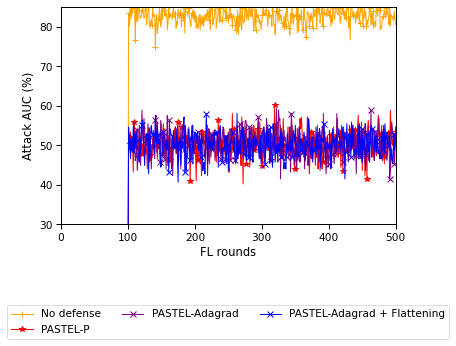 80
70
60
50
40
30
Attack AUC (%)
0
100
200
300
400
500
FL rounds
No defense
PASTEL-Adagrad
PASTEL-Adagrad + Flattening
PASTEL-P